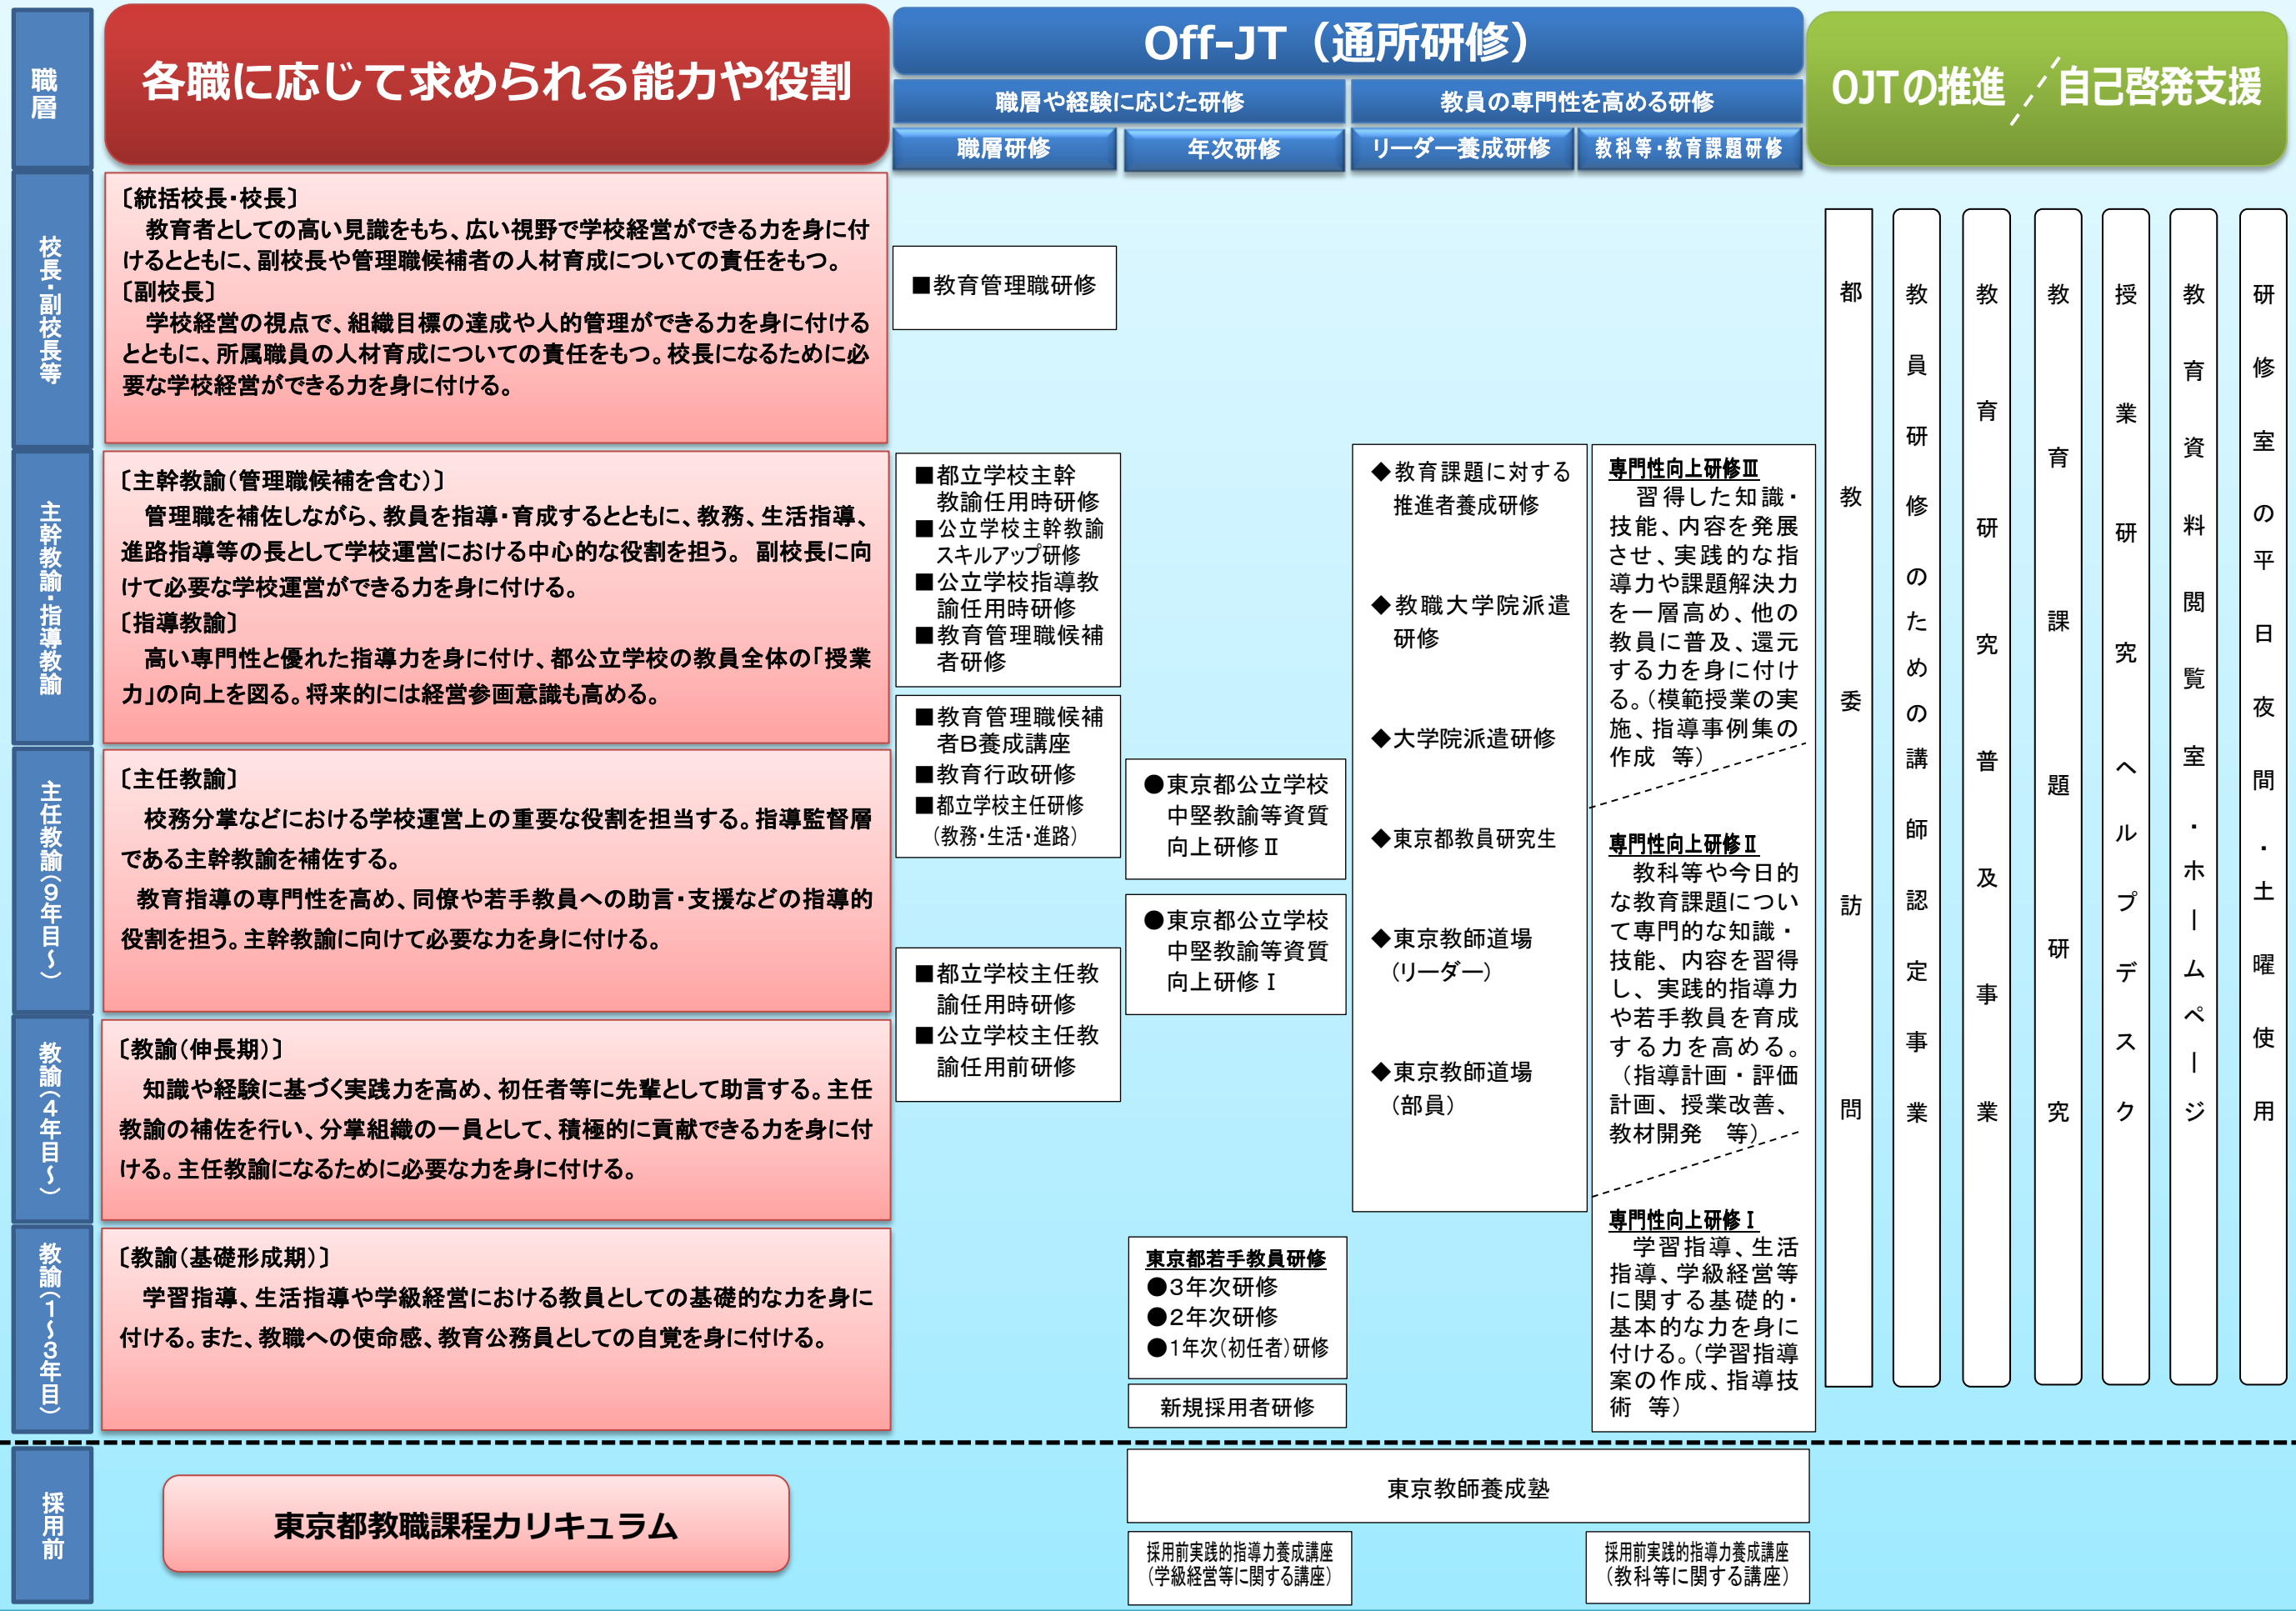 職層
各職に応じて求められる能力や役割
Off-JT（通所研修）
職層や経験に応じた研修
教員の専門性を高める研修
職層研修
年次研修
リーダー養成研修
教科等・教育課題研修
OJTの推進
自己啓発支援
校長・副校長等
〔統括校長・校長〕
教育者としての高い見識をもち、広い視野で学校経営ができる力を身に付
けるとともに、副校長や管理職候補者の人材育成についての責任をもつ。
〔副校長〕
学校経営の視点で、組織目標の達成や人的管理ができる力を身に付ける
とともに、所属職員の人材育成についての責任をもつ。校長になるために必
要な学校経営ができる力を身に付ける。
■教育管理職研修
主幹教諭・指導教諭
〔主幹教諭（管理職候補を含む）〕
管理職を補佐しながら、教員を指導・育成するとともに、教務、生活指導、
進路指導等の長として学校運営における中心的な役割を担う。 副校長に向
けて必要な学校運営ができる力を身に付ける。
〔指導教諭〕
高い専門性と優れた指導力を身に付け、都公立学校の教員全体の「授業
力」の向上を図る。将来的には経営参画意識も高める。
■都立学校主幹
教諭任用時研修
■公立学校主幹教諭
スキルアップ研修
■公立学校指導教
諭任用時研修
■教育管理職候補
者研修
■教育管理職候補
者B養成講座
■教育行政研修
■都立学校主任研修
（教務・生活・進路）
主任教諭（９年目～）
〔主任教諭〕
校務分掌などにおける学校運営上の重要な役割を担当する。指導監督層
である主幹教諭を補佐する。
教育指導の専門性を高め、同僚や若手教員への助言・支援などの指導的
役割を担う。主幹教諭に向けて必要な力を身に付ける。
■都立学校主任教
諭任用時研修
■公立学校主任教
諭任用前研修
●東京都公立学校
中堅教諭等資質
向上研修Ⅱ
●東京都公立学校
中堅教諭等資質
向上研修Ⅰ
教諭（４年目～）
〔教諭（伸長期）〕
知識や経験に基づく実践力を高め、初任者等に先輩として助言する。主任
教諭の補佐を行い、分掌組織の一員として、積極的に貢献できる力を身に付
ける。主任教諭になるために必要な力を身に付ける。
教諭（１～３年目）
〔教諭（基礎形成期）〕
学習指導、生活指導や学級経営における教員としての基礎的な力を身に
付ける。また、教職への使命感、教育公務員としての自覚を身に付ける。
東京都若手教員研修
●３年次研修
●２年次研修
●１年次（初任者）研修
新規採用者研修
◆教育課題に対する
推進者養成研修
◆教職大学院派遣
研修
◆大学院派遣研修
◆東京都教員研究生
◆東京教師道場
（リーダー）
◆東京教師道場
（部員）
専門性向上研修Ⅲ
習得した知識・
技能、内容を発展
させ、実践的な指
導力や課題解決力
を一層高め、他の
教員に普及、還元
する力を身に付け
る。（模範授業の実
施、指導事例集の
作成 等）
専門性向上研修Ⅱ
教科等や今日的
な教育課題につい
て専門的な知識・
技能、内容を習得
し、実践的指導力
や若手教員を育成
する力を高める。
（指導計画・評価
計画、授業改善、
教材開発 等）
専門性向上研修Ⅰ
学習指導、生活
指導、学級経営等
に関する基礎的・
基本的な力を身に
付ける。（学習指導
案の作成、指導技
術 等）
都教委訪問
教員研修のための講師認定事業
教育研究普及事業
教育課題研究
授業研究ヘルプデスク
教育資料閲覧室・ホームページ
研修室の平日夜間・土曜使用
採用前
東京都教職課程カリキュラム
東京教師養成塾
採用前実践的指導力養成講座
（学級経営等に関する講座）
採用前実践的指導力養成講座
（教科等に関する講座）